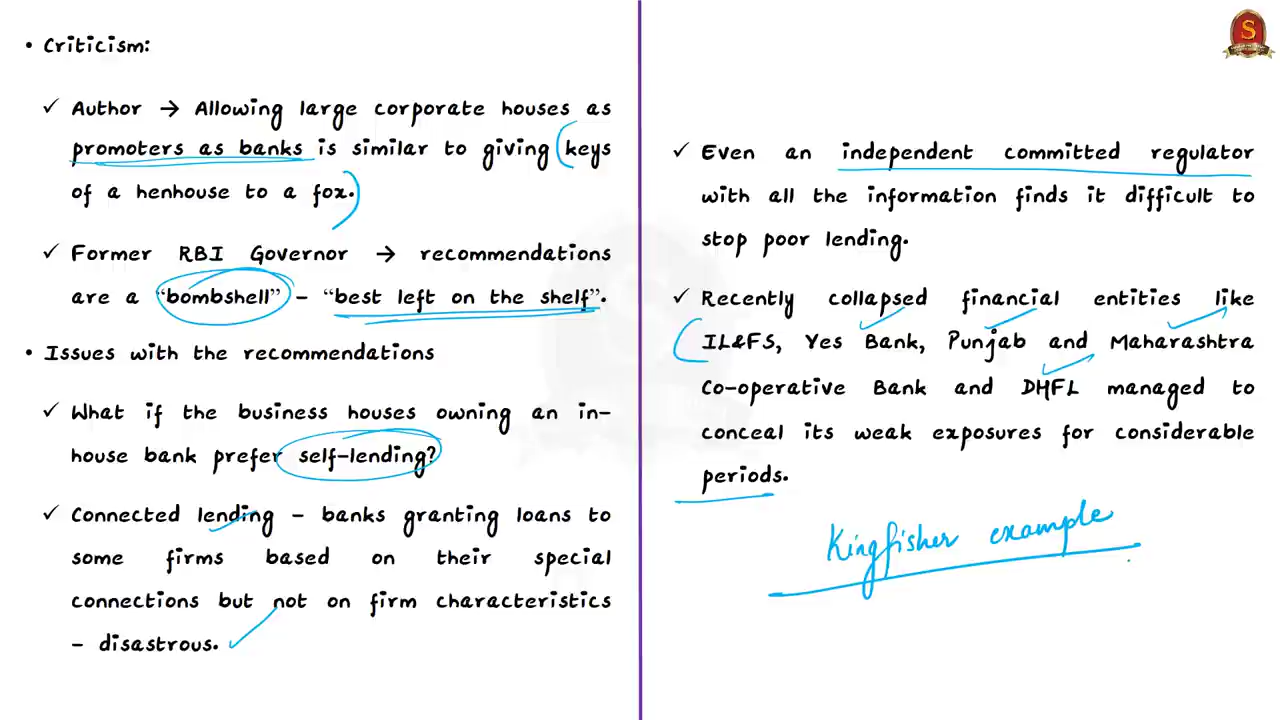 • Criticism:
✓ Author → Allowing large corporate houses as
promoters as banks is similar to giving (keys
of a henhouse to a fox.)
✓ Former RBI Governor → recommendations
are a "bombshell" – "best left on the shelf".
• Issues with the recommendations
✓ What if the business houses owning an in-
house bank prefer self-lending?
✓ Connected lending – banks granting loans to
some firms based on their special
connections but not on firm characteristics
– disastrous.
✓ Even an independent committed regulator
with all the information finds it difficult to
stop poor lending.
✓ Recently collapsed financial entities like
(IL&FS, Yes Bank, Punjab and Maharashtra
Co-operative Bank and DHFL managed to
conceal its weak exposures for considerable
periods.
Kingfisher example
S